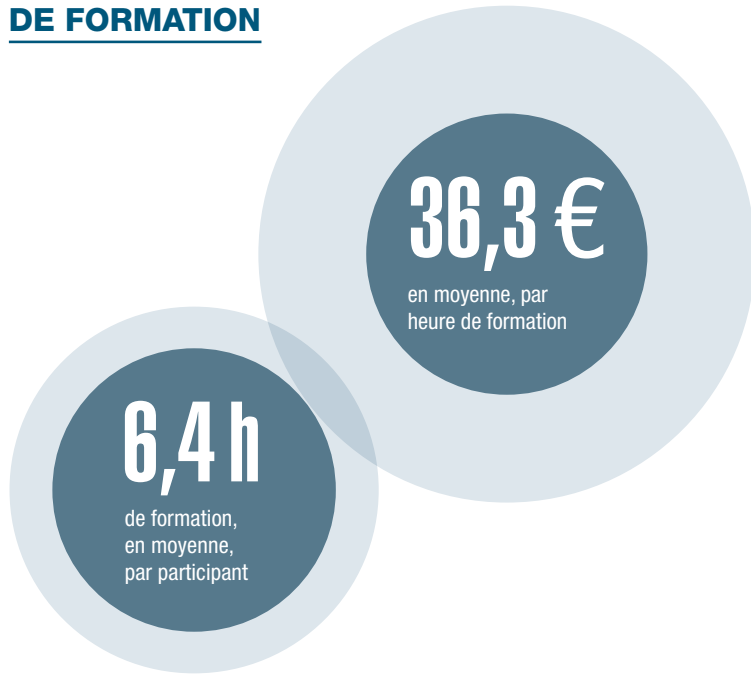 DE FORMATION
36,3 €
en moyenne, par
heure de formation
6,4 h
de formation,
en moyenne,
par participant